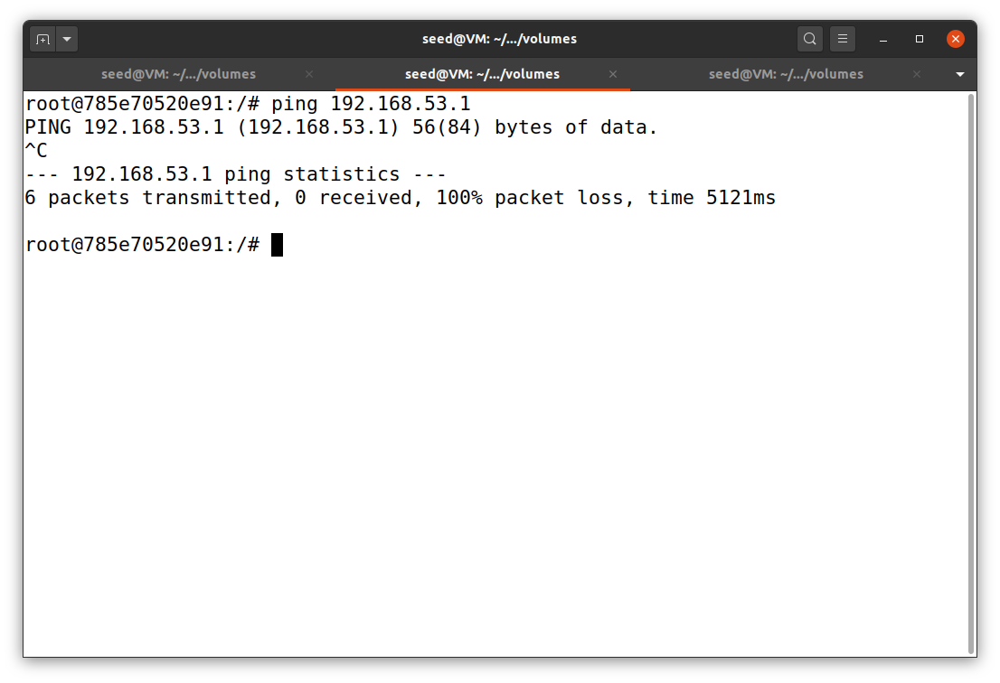 seed@VM: ~/.../volumes
seed@VM: ~/.../volumes seed@VM: ~/.../volumes seed@VM: ~/.../volumes
root@785e70520e91:/# ping 192.168.53.1
PING 192.168.53.1 (192.168.53.1) 56(84) bytes of data.
^C
--- 192.168.53.1 ping statistics ---
6 packets transmitted, 0 received, 100% packet loss, time 5121ms
root@785e70520e91:/#